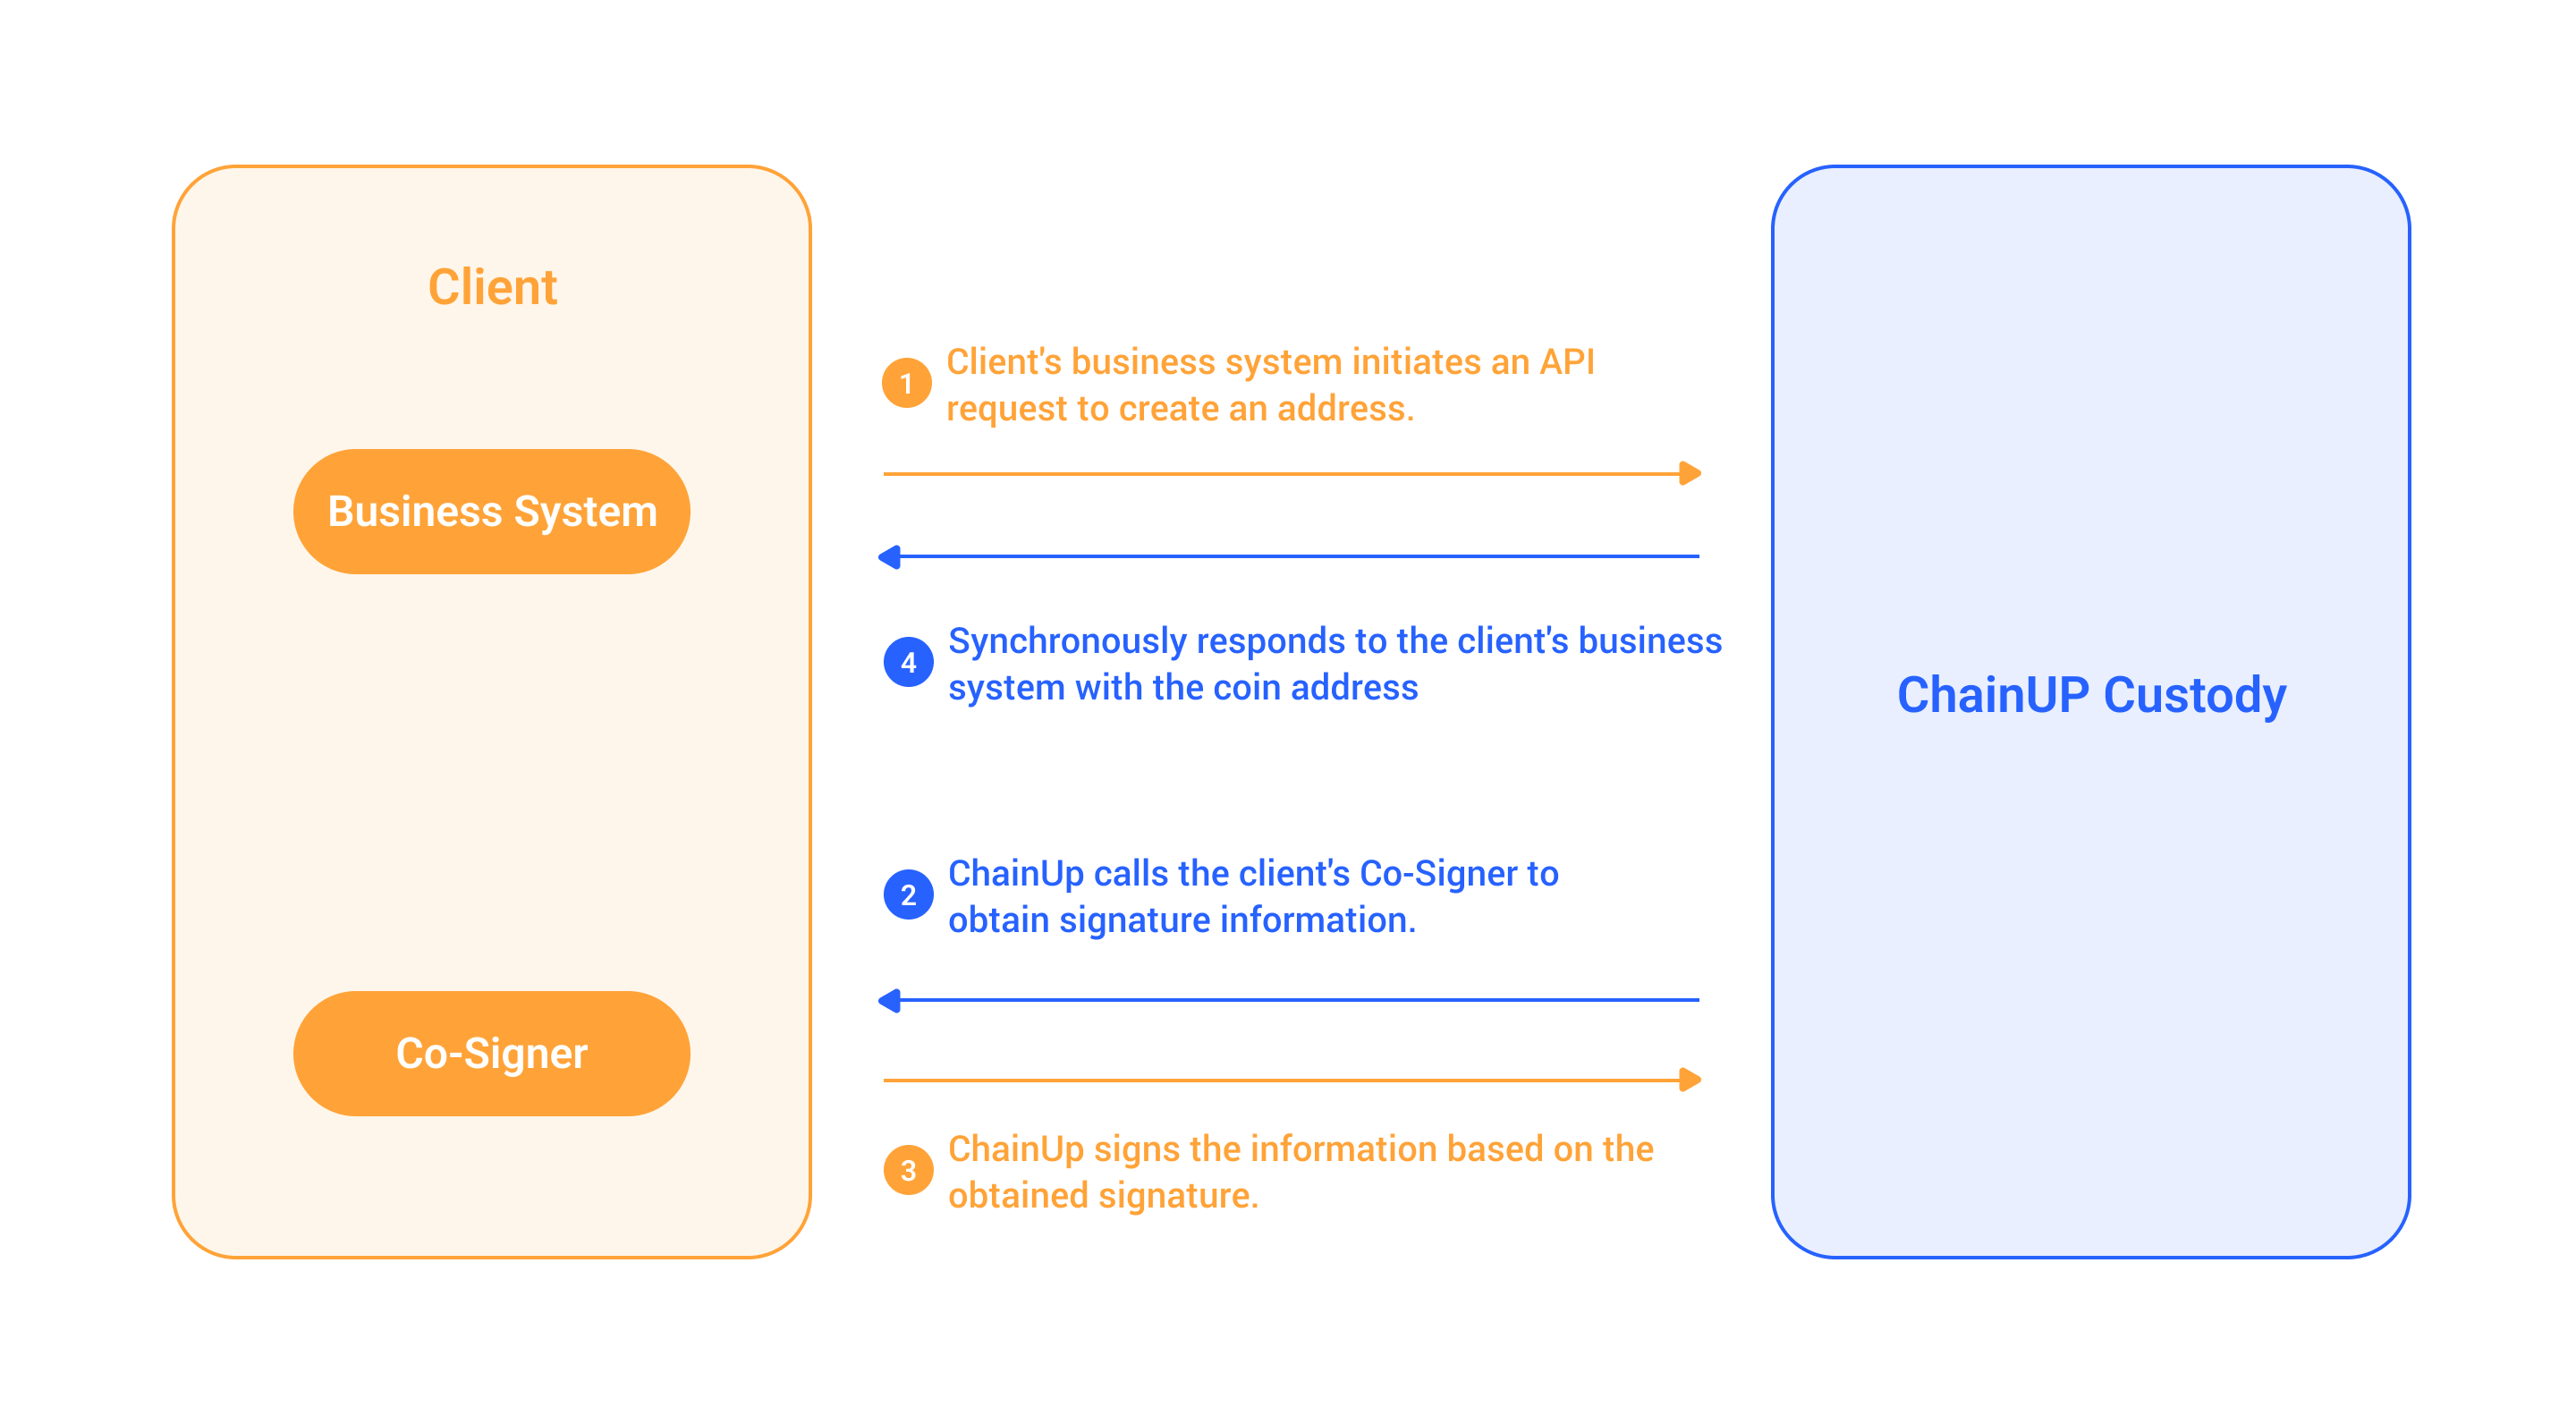 Client
Business System
Co-Signer
1
Client's business system initiates an API
request to create an address.
4
Synchronously responds to the client's business
system with the coin address
2
ChainUp calls the client's Co-Signer to
obtain signature information.
3
ChainUp signs the information based on the
obtained signature.
ChainUP Custody